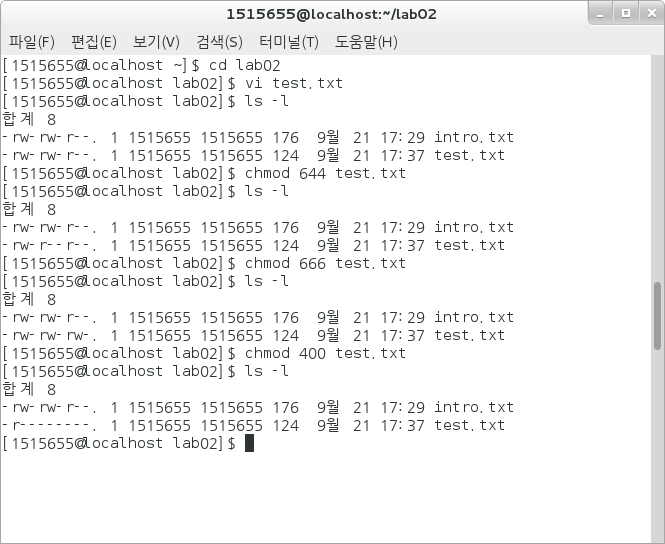 1515655@localhost:~/lab02
파일(F) 편집(E) 보기(V) 검색(S) 터미널(T) 도움말(H)
[1515655@localhost ~]$ cd lab02
[1515655@localhost lab02]$ vi test.txt
[1515655@localhost lab02]$ ls -l
합계 8
-rw-rw-r--. 1 1515655 1515655 176  9월 21 17:29 intro.txt
-rw-rw-r--. 1 1515655 1515655 124  9월 21 17:37 test.txt
[1515655@localhost lab02]$ chmod 644 test.txt
[1515655@localhost lab02]$ ls -l
합계 8
-rw-rw-r--. 1 1515655 1515655 176  9월 21 17:29 intro.txt
-rw-r--r--. 1 1515655 1515655 124  9월 21 17:37 test.txt
[1515655@localhost lab02]$ chmod 666 test.txt
[1515655@localhost lab02]$ ls -l
합계 8
-rw-rw-r--. 1 1515655 1515655 176  9월 21 17:29 intro.txt
-rw-rw-rw-. 1 1515655 1515655 124  9월 21 17:37 test.txt
[1515655@localhost lab02]$ chmod 400 test.txt
[1515655@localhost lab02]$ ls -l
합계 8
-rw-rw-r--. 1 1515655 1515655 176  9월 21 17:29 intro.txt
-r--------. 1 1515655 1515655 124  9월 21 17:37 test.txt
[1515655@localhost lab02]$